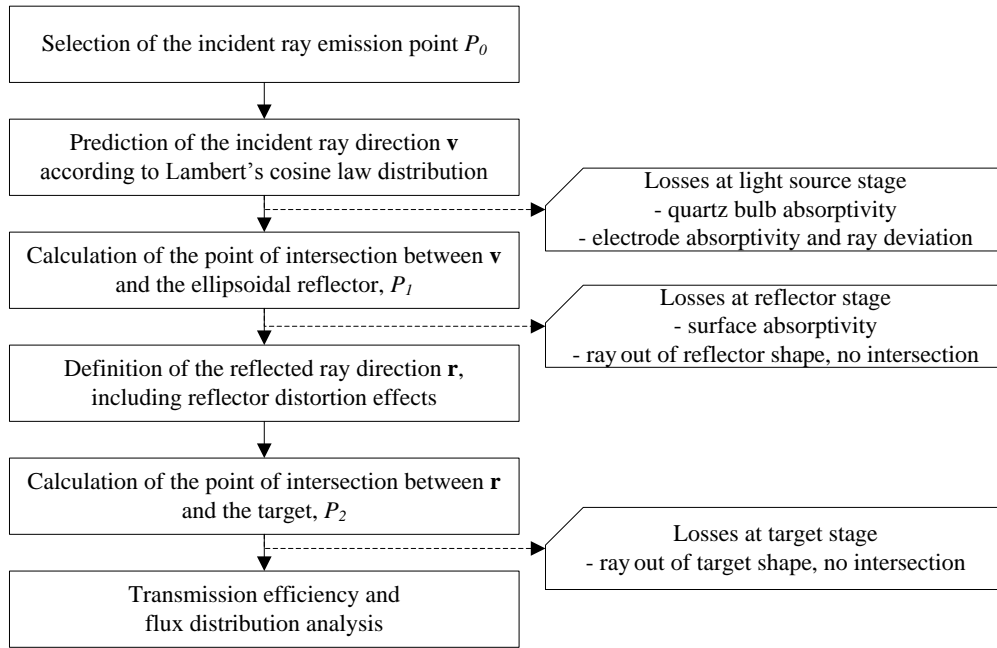 Selection of the incident ray emission point P0
Prediction of the incident ray direction v
according to Lambert's cosine law distribution
Losses at light source stage
- quartz bulb absorptivity
- electrode absorptivity and ray deviation
Calculation of the point of intersection between v
and the ellipsoidal reflector, P1
Losses at reflector stage
- surface absorptivity
- ray out of reflector shape, no intersection
Definition of the reflected ray direction r,
including reflector distortion effects
Calculation of the point of intersection between r
and the target, P2
Losses at target stage
- ray out of target shape, no intersection
Transmission efficiency and
flux distribution analysis